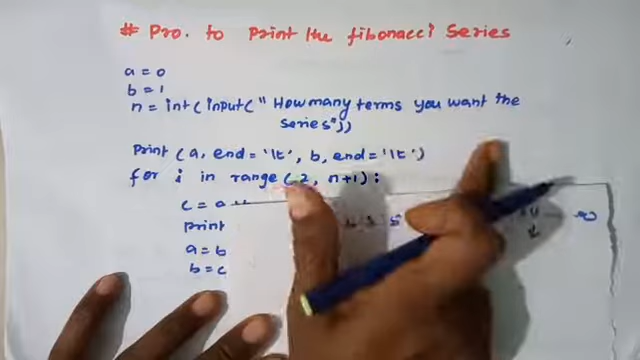 # Pro. to Print the fibonacci Series
a = 0
b = 1
n = int(input(" How many terms you want the
series"))
Print (a, end = '\t', b, end = '\t')
for i in range (2, n+1):
c = a
print
a = b
b = c